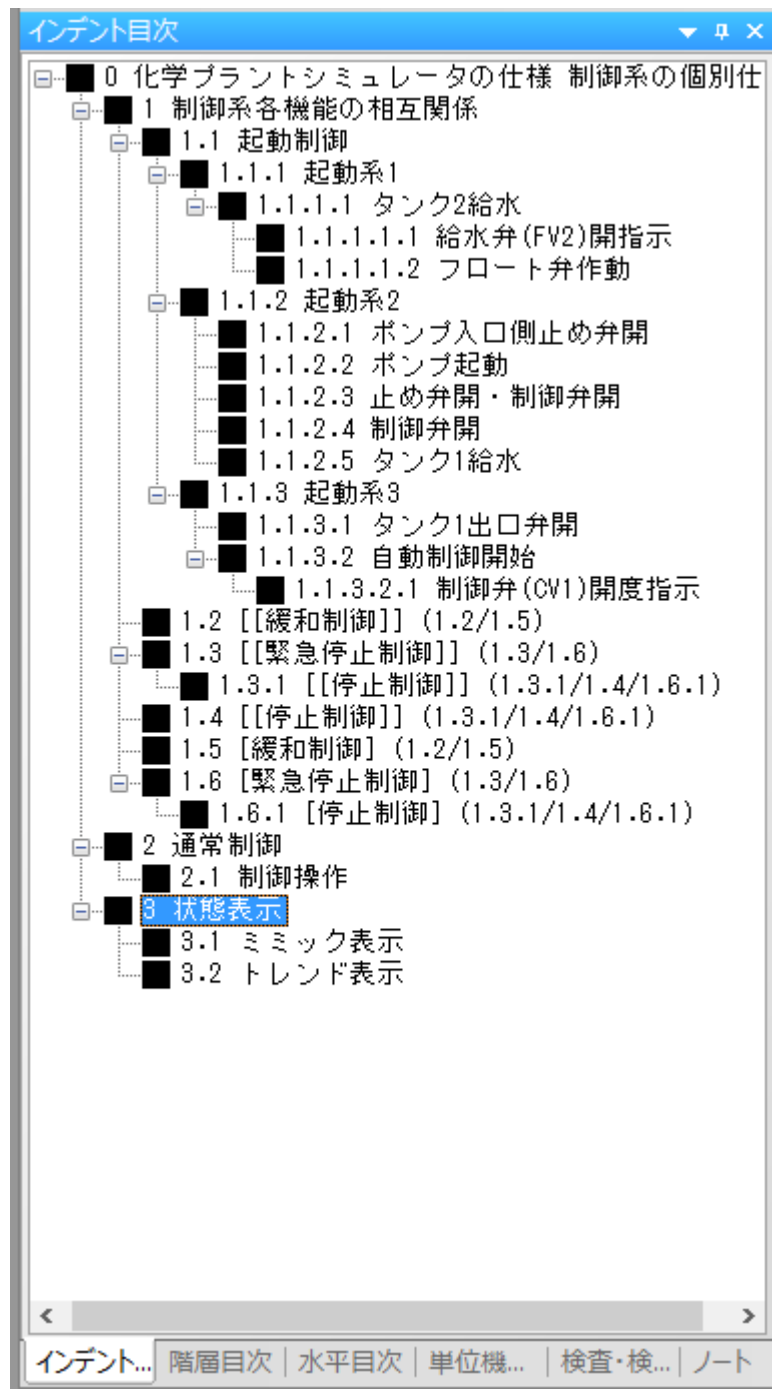 インデント目次
0 化学プラントシミュレータの仕様 制御系の個別仕
1 制御系各機能の相互関係
1.1 起動制御
1.1.1 起動系1
1.1.1.1 タンク2給水
1.1.1.1.1 給水弁(FV2)開指示
1.1.1.1.2 フロート弁作動
1.1.2 起動系2
1.1.2.1 ポンプ入口側止め弁開
1.1.2.2 ポンプ起動
1.1.2.3 止め弁開・制御弁開
1.1.2.4 制御弁開
1.1.2.5 タンク1給水
1.1.3 起動系3
1.1.3.1 タンク1出口弁開
1.1.3.2 自動制御開始
1.1.3.2.1 制御弁(CV1)開度指示
1.2 [[緩和制御]] (1.2/1.5)
1.3 [[緊急停止制御]] (1.3/1.6)
1.3.1 [[停止制御]] (1.3.1/1.4/1.6.1)
1.4 [[停止制御]] (1.3.1/1.4/1.6.1)
1.5 [緩和制御] (1.2/1.5)
1.6 [緊急停止制御] (1.3/1.6)
1.6.1 [停止制御] (1.3.1/1.4/1.6.1)
2 通常制御
2.1 制御操作
3 状態表示
3.1 ミミック表示
3.2 トレンド表示
インデント... 階層目次 水平目次 単位機... 検査・検... ノート